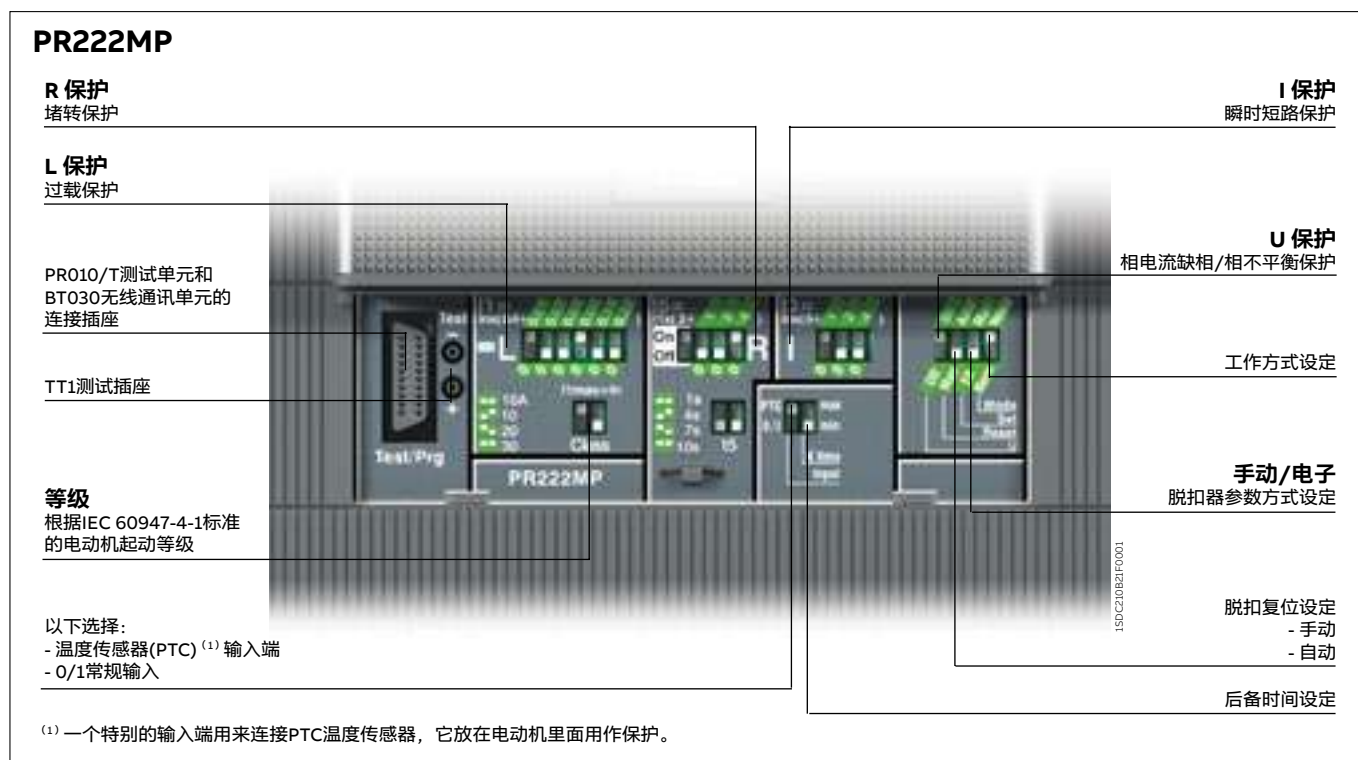 PR222MP
R 保护
堵转保护
L 保护
过载保护
PR010/T测试单元和
BT030无线通讯单元的
连接插座
TT1测试插座
等级
根据IEC 60947-4-1标准
的电动机起动等级
以下选择:
- 温度传感器(PTC) ⁽¹⁾ 输入端
- 0/1常规输入
I 保护
瞬时短路保护
U 保护
相电流缺相/相不平衡保护
工作方式设定
手动/电子
脱扣器参数方式设定
脱扣复位设定
- 手动
- 自动
后备时间设定
Test
L
On
Off
R
I
10A
10
20
30
Class
Test/Prg
PR222MP
1s
4s
7s
10s
t5
PTC
0/1
max
min
Input
Set
Reset
1SDC210B21F0001
⁽¹⁾ 一个特别的输入端用来连接PTC温度传感器，它放在电动机里面用作保护。